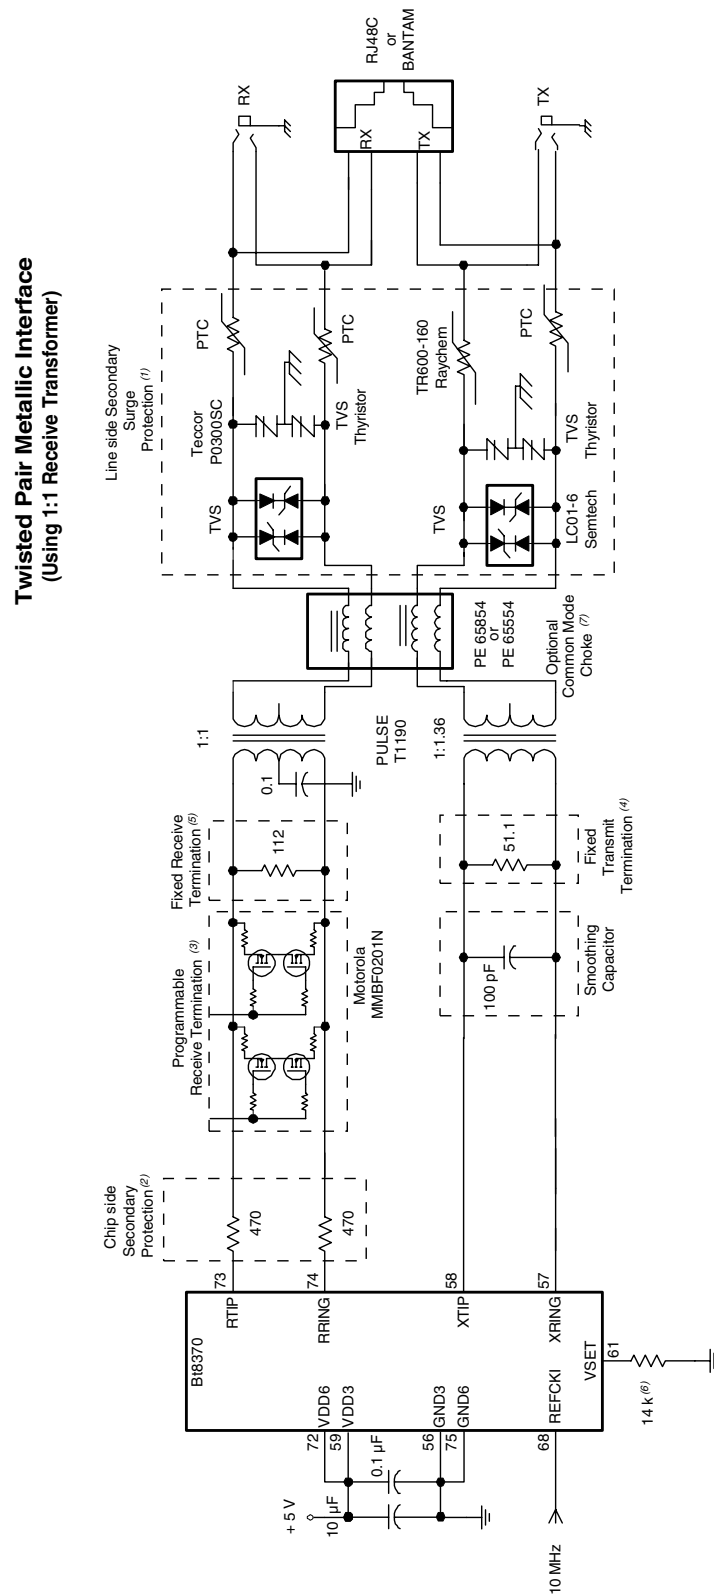 Twisted Pair Metallic Interface
(Using 1:1 Receive Transformer)
Line side Secondary
Surge
Protection (1)
Chip side
Secondary
Protection (2)
Programmable
Receive Termination (3)
Fixed Receive
Termination (5)
Motorola
MMBF0201N
112
0.1
1:1
TVS
Teccor
P0300SC
TVS
Thyristor
PTC
PTC
RX
RJ48C
or
BANTAM
RX
TX
TX
+ 5 V
10 µF
0.1 µF
10 MHz
Bt8370
72
VDD6
59
VDD3
56
GND3
75
GND6
68
REFCKI
RTIP
73
RRING
74
XTIP
58
XRING
57
VSET
61
14 k (6)
470
470
100 pF
Smoothing
Capacitor
51.1
Fixed
Transmit
Termination (4)
PULSE
T1190
1:1.36
PE 65854
or
PE 65554
Optional
Common Mode
Choke (7)
TVS
LC01-6
Semtech
TVS
Thyristor
TR600-160
Raychem
PTC